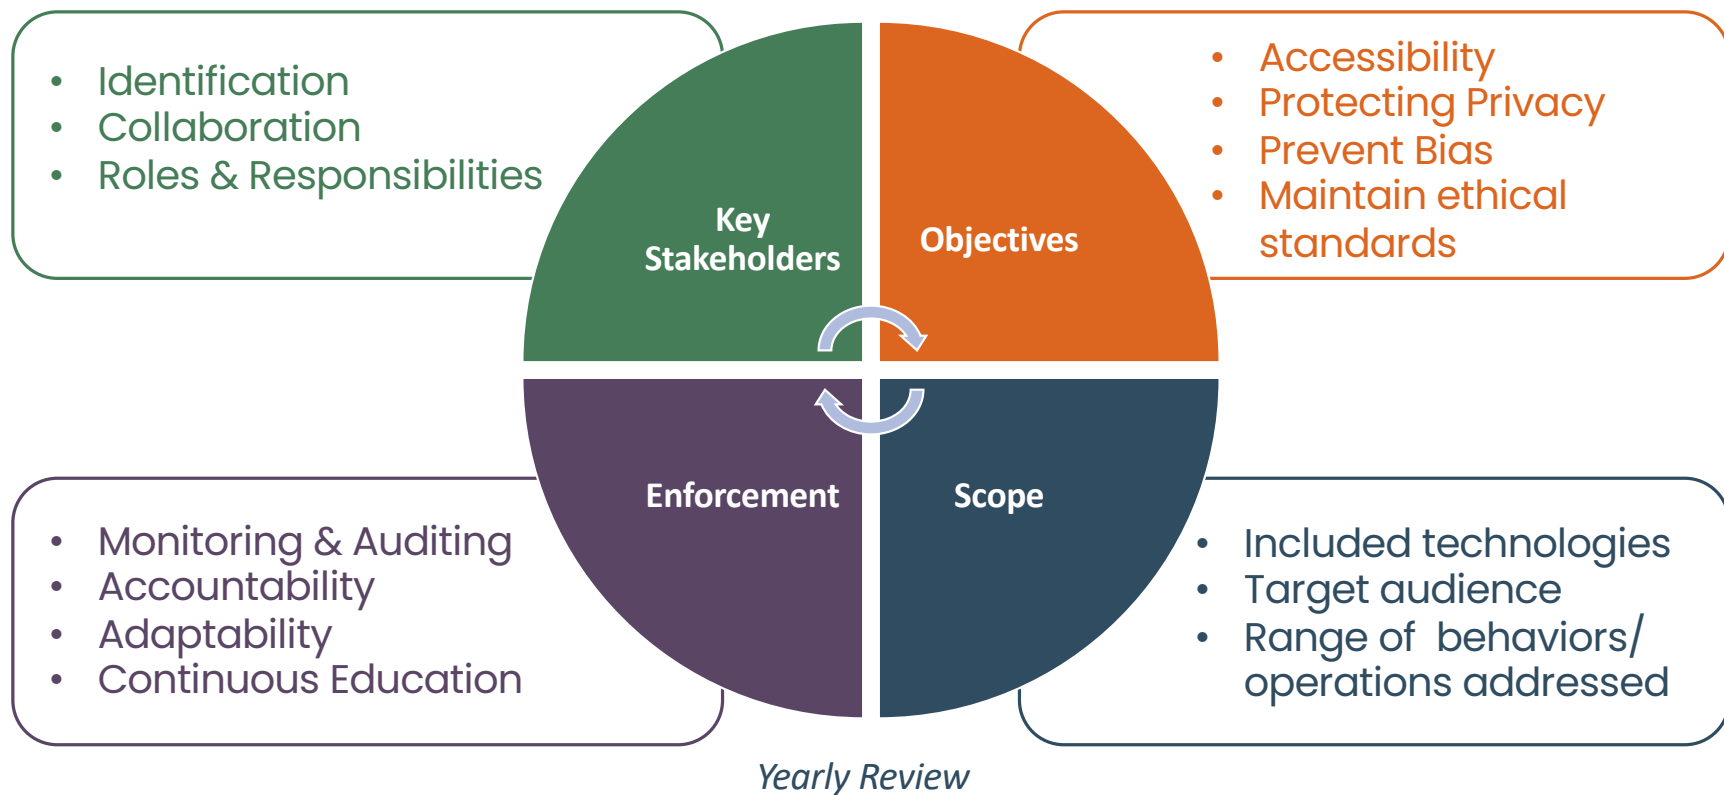 • Identification
• Collaboration
• Roles & Responsibilities
Key
Stakeholders
Objectives
• Accessibility
• Protecting Privacy
• Prevent Bias
• Maintain ethical
standards
Enforcement
Scope
• Monitoring & Auditing
• Accountability
• Adaptability
• Continuous Education
• Included technologies
• Target audience
• Range of behaviors/
operations addressed
Yearly Review